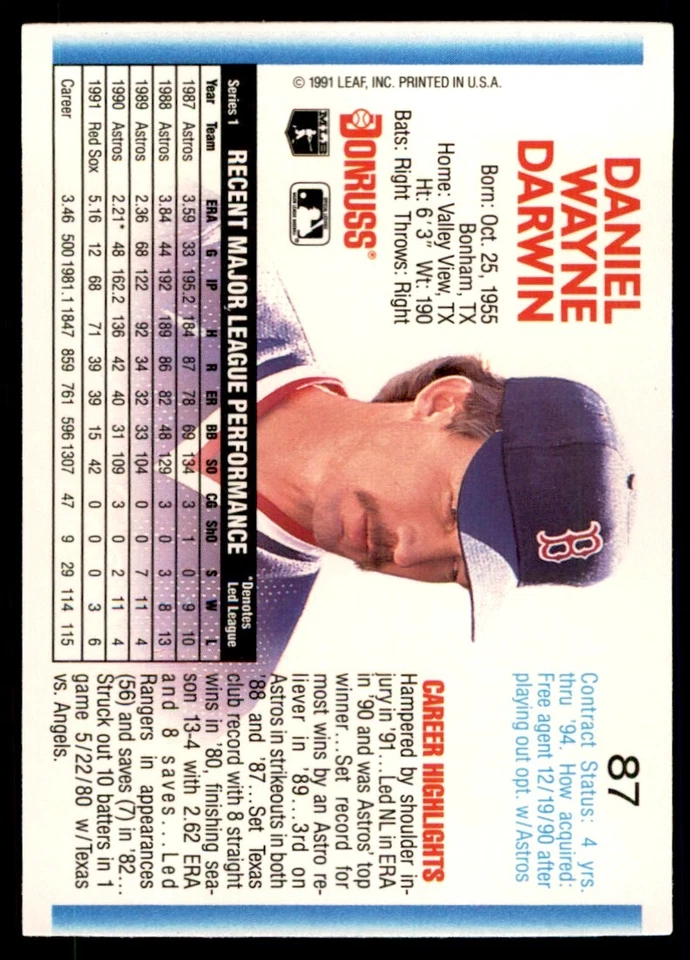 DANIEL
WAYNE
DARWIN
Born: Oct. 25, 1955
Bonham, TX
Home: Valley View, TX
Ht: 6'3" Wt: 190
Bats: Right Throws: Right
DONRUSS®
MLB
© 1991 LEAF, INC. PRINTED IN U.S.A.
B
87
Contract Status: 4 yrs.
thru '94. How acquired:
Free agent 12/19/90 after
playing out opt. w/Astros
CAREER HIGHLIGHTS
Hampered by shoulder in-
jury in '91...Led NL in ERA
in '90 and was Astros' top
winner...Set record for
most wins by an Astro re-
liever in '89...3rd on
Astros in strikeouts in both
'88 and '87...Set Texas
club record with 8 straight
wins in '80, finishing sea-
son 13-4 with 2.62 ERA
and 8 saves...Led
Rangers in appearances
(56) and saves (7) in '82...
Struck out 10 batters in 1
game 5/22/80 w/Texas
vs. Angels.
Series 1 RECENT MAJOR LEAGUE PERFORMANCE *Denotes
Led League
Year Team ERA G IP H R ER BB SO CG ShO S W L
1987 Astros 3.59 33 195.2 184 87 78 69 134 3 1 0 9 10
1988 Astros 3.84 44 192 189 86 82 48 129 3 0 3 8 13
1989 Astros 2.36 68 122 92 34 32 33 104 0 0 7 11 4
1990 Astros 2.21* 48 162.2 136 42 40 31 109 3 0 2 11 4
1991 Red Sox 5.16 12 68 71 39 39 15 42 0 0 0 3 6
Career 3.46 500 1981.1 1847 859 761 596 1307 47 9 29 114 115